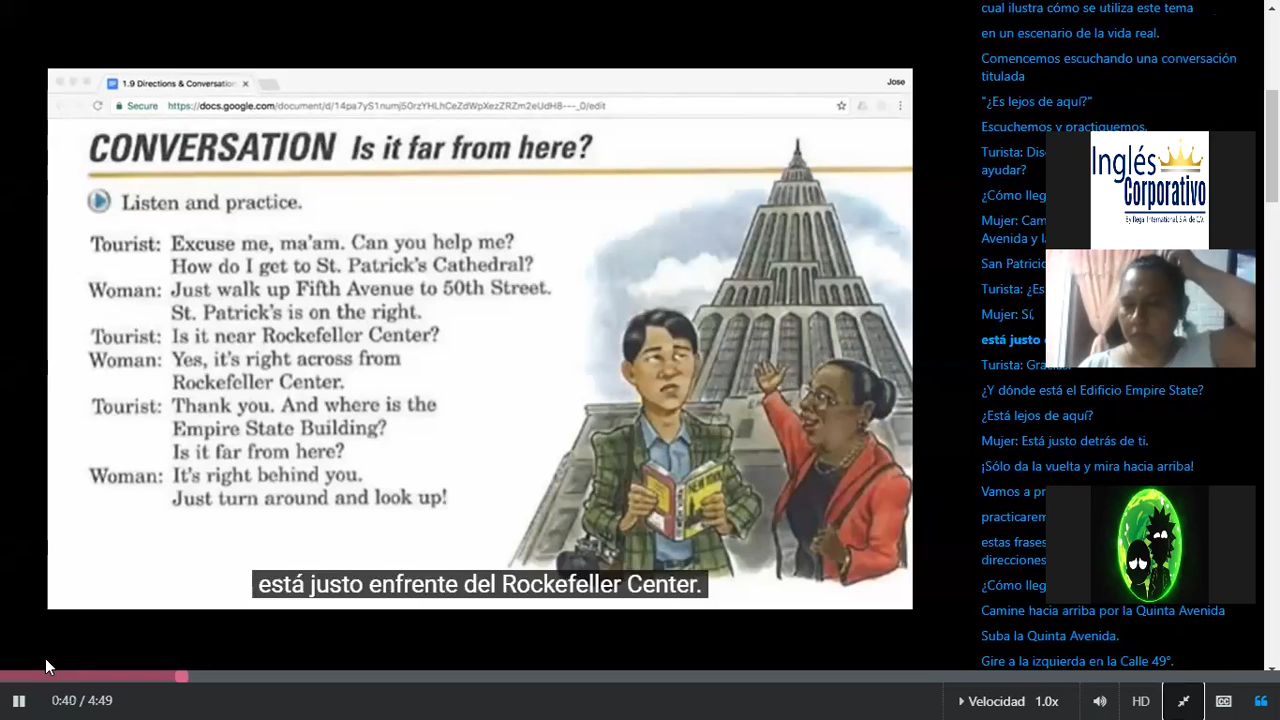 1.9 Directions & Conversation
Jose
Secure
https://docs.google.com/document/d/14pa7yS1numj50rzYHLhCeZdWpXezZRZm2eUdH8---_0/edit
CONVERSATION Is it far from here?
Listen and practice.
Tourist: Excuse me, ma'am. Can you help me?
How do I get to St. Patrick's Cathedral?
Woman: Just walk up Fifth Avenue to 50th Street.
St. Patrick's is on the right.
Tourist: Is it near Rockefeller Center?
Woman: Yes, it's right across from
Rockefeller Center.
Tourist: Thank you. And where is the
Empire State Building?
Is it far from here?
Woman: It's right behind you.
Just turn around and look up!
está justo enfrente del Rockefeller Center.
0:40 / 4:49
Velocidad 1.0x
HD
CC
cual ilustra cómo se utiliza este tema
en un escenario de la vida real.
Comencemos escuchando una conversación
titulada
"¿Es lejos de aquí?"
Escuchemos y practiquemos.
Turista:
ayudar?
¿Cómo
Mujer:
Avenida y
San
Turista:
Mujer: Sí,
está justo
Turista:
¿Y dónde está el Edificio Empire State?
¿Está lejos de aquí?
Mujer: Está justo detrás de ti.
¡Sólo da la vuelta y mira hacia arriba!
Vamos a
estas frases
¿Cómo
Camine hacia arriba por la Quinta Avenida
Suba la Quinta Avenida.
Gire a la izquierda en la Calle 49°.
Inglés
Corporativo
By Regal International, S.A. de C.V.